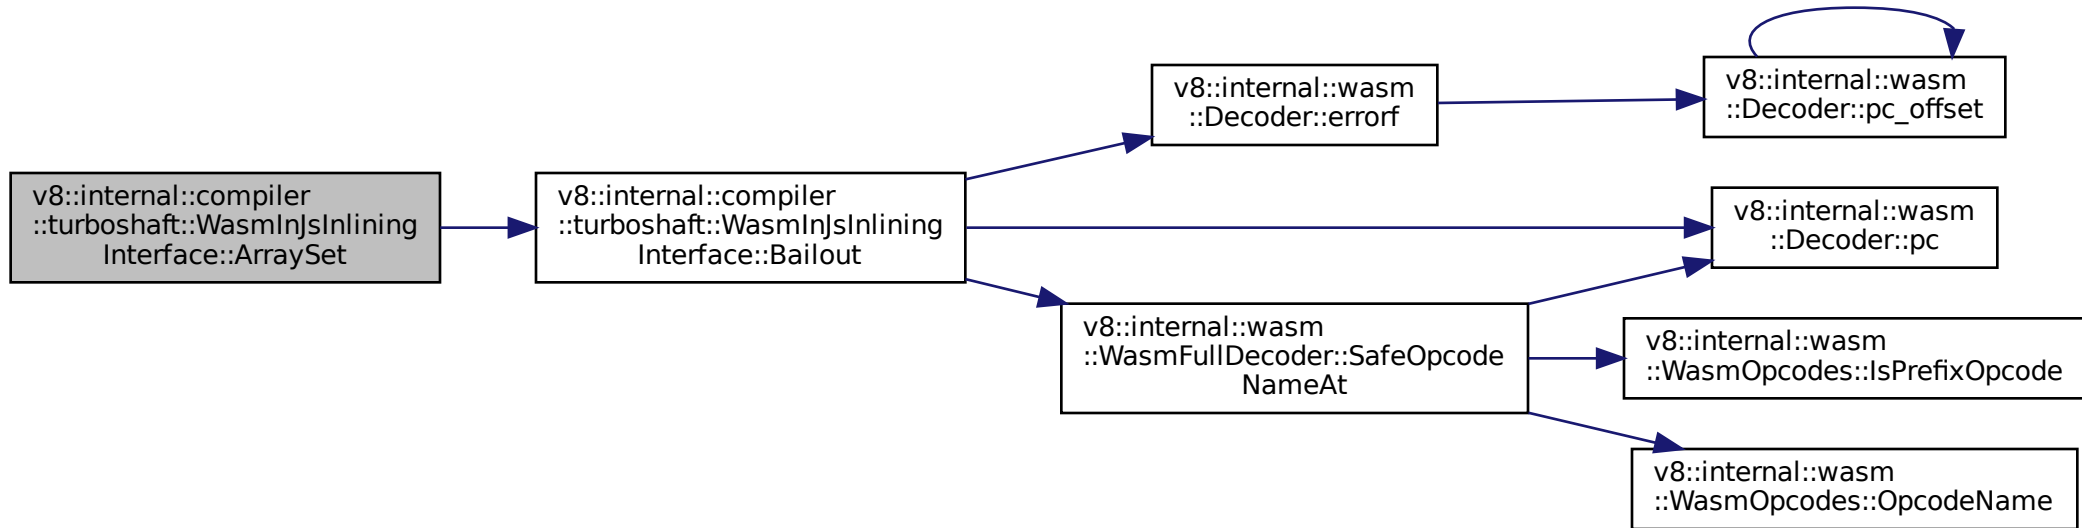 v8::internal::compiler
::turboshaft::WasmInJsInlining
Interface::ArraySet
v8::internal::compiler
::turboshaft::WasmInJsInlining
Interface::Bailout
v8::internal::wasm
::Decoder::errorf
v8::internal::wasm
::Decoder::pc_offset
v8::internal::wasm
::Decoder::pc
v8::internal::wasm
::WasmFullDecoder::SafeOpcode
NameAt
v8::internal::wasm
::WasmOpcodes::IsPrefixOpcode
v8::internal::wasm
::WasmOpcodes::OpcodeName